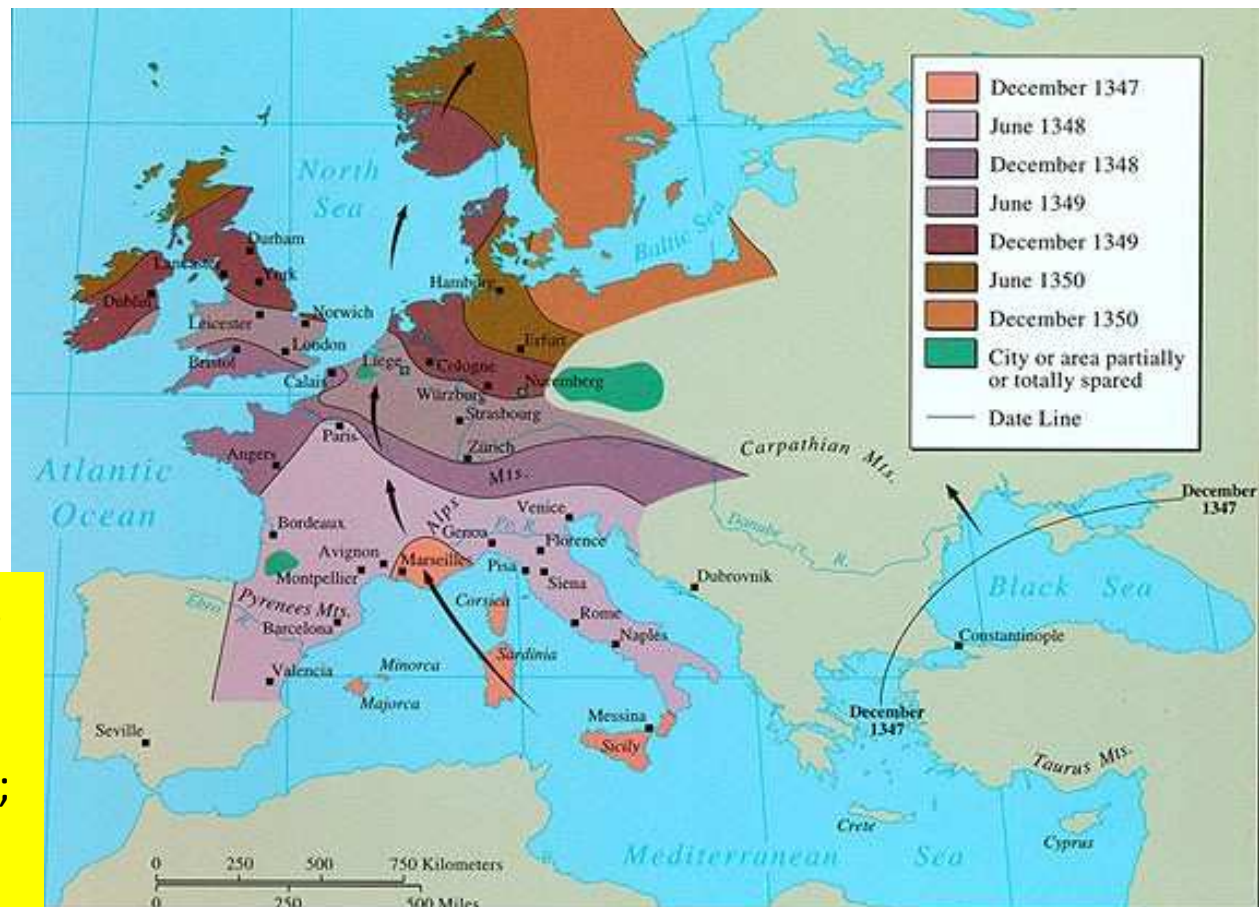 December 1347
June 1348
December 1348
June 1349
December 1349
June 1350
December 1350
City or area partially
or totally spared
Date Line
North
Sea
Baltic Sea
Durham
Lancaster
York
Dublin
Leicester
Norwich
London
Bristol
Calais
Hamburg
Erfurt
Liege
Cologne
Nuremberg
Würzburg
Strasbourg
Paris
Zurich
Angers
Mts.
Alps
Carpathian Mts.
Atlantic
Ocean
Bordeaux
Venice
Genoa
Po R.
Florence
Danube
R.
December
1347
Avignon
Marseilles
Montpellier
Pisa
Siena
Dubrovnik
Black Sea
Pyrenees Mts.
Ebro
R.
Corsica
Barcelona
Rome
Naples
Constantinople
Valencia
Minorca
Sardinia
Majorca
December
1347
Messina
Seville
Sicily
Taurus Mts.
Crete
Cyprus
Mediterranean Sea
0 250 500 750 Kilometers
0 250 500 Miles
;